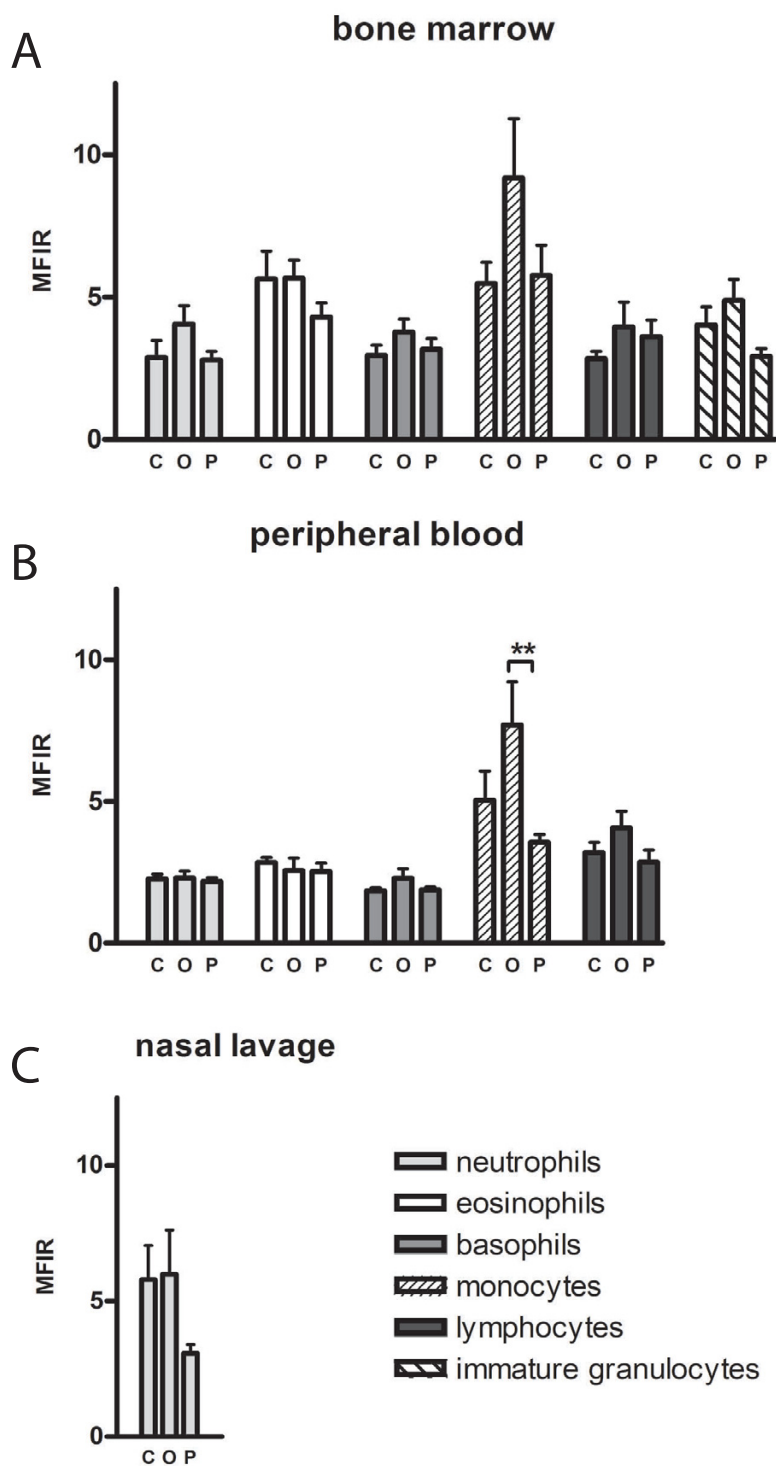 A
bone marrow
MFIR
10
5
0
C O P C O P C O P C O P C O P C O P
B
peripheral blood
MFIR
10
**
5
0
C O P C O P C O P C O P C O P
C
nasal lavage
MFIR
10
5
0
C O P
neutrophils
eosinophils
basophils
monocytes
lymphocytes
immature granulocytes